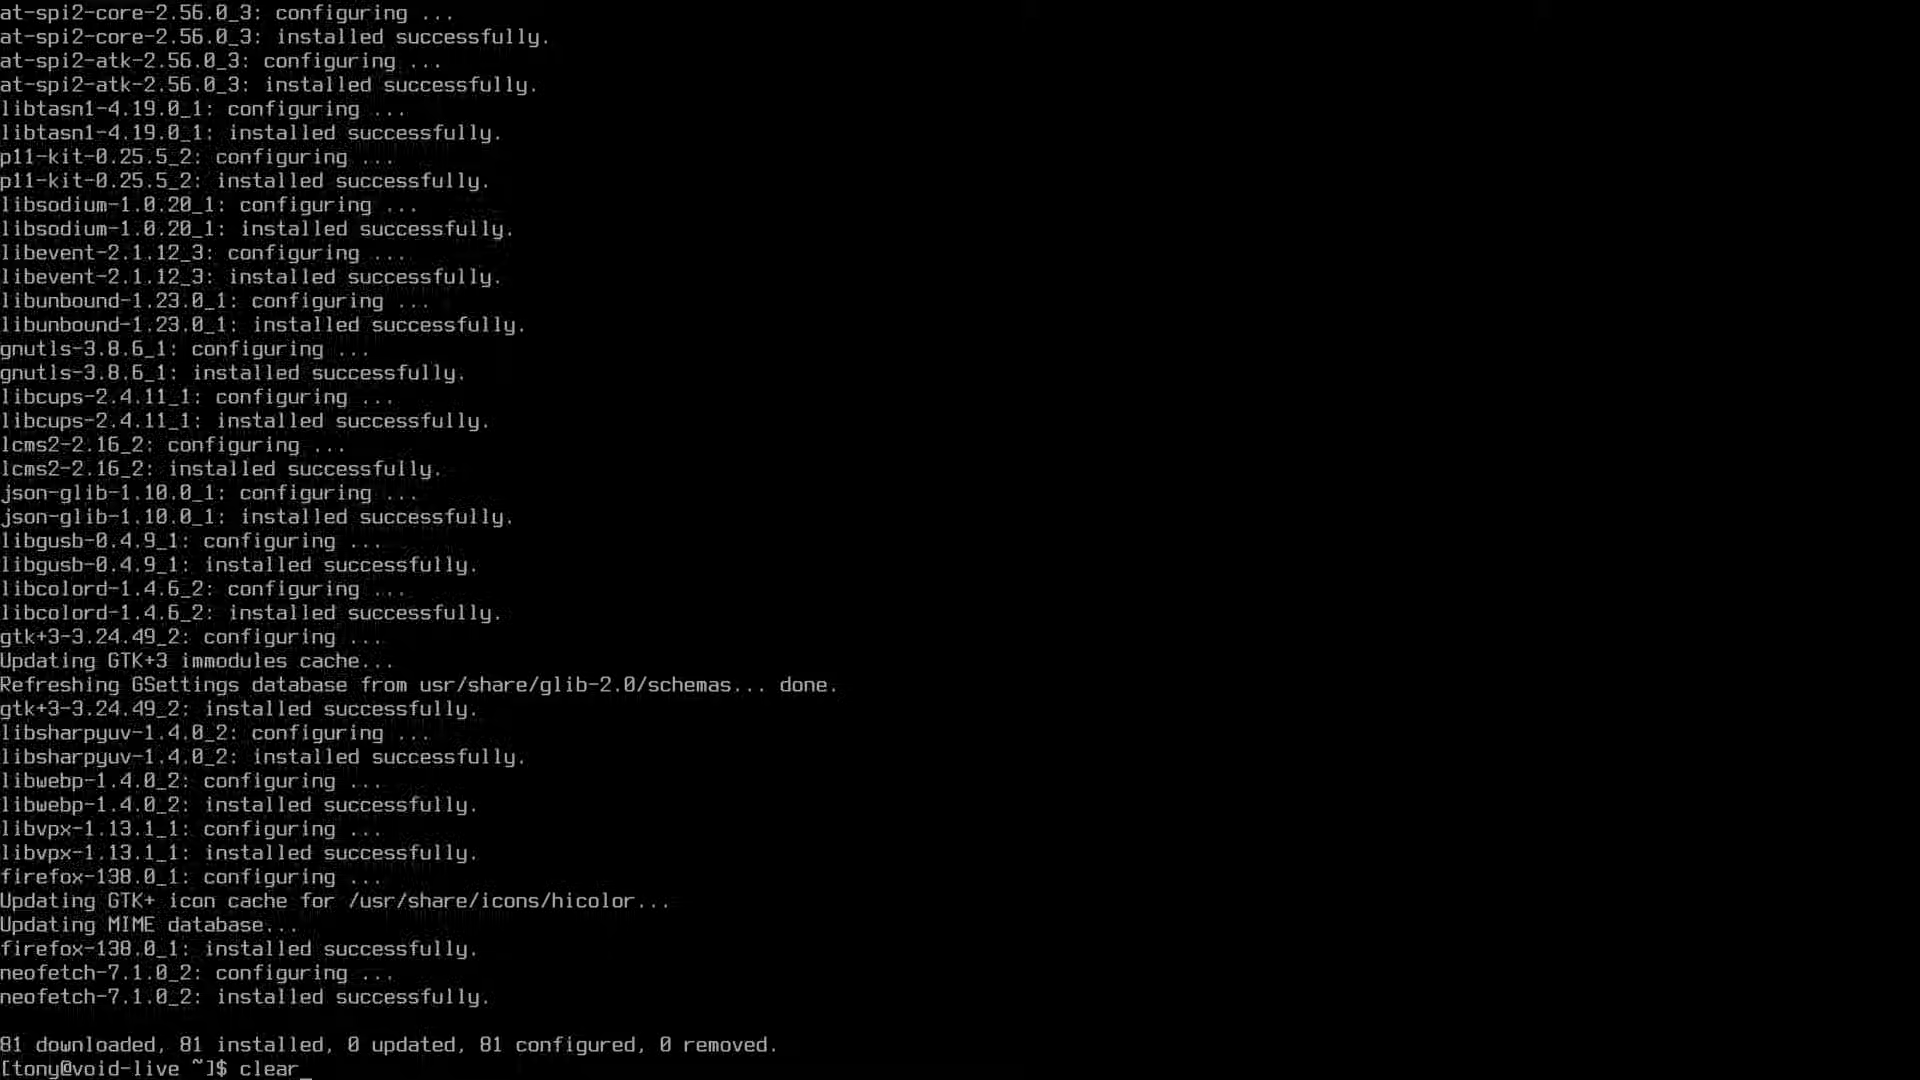 at-spi2-core-2.56.0_3: configuring ...
at-spi2-core-2.56.0_3: installed successfully.
at-spi2-atk-2.56.0_3: configuring ...
at-spi2-atk-2.56.0_3: installed successfully.
libtasn1-4.19.0_1: configuring ...
libtasn1-4.19.0_1: installed successfully.
p11-kit-0.25.5_2: configuring ...
p11-kit-0.25.5_2: installed successfully.
libsodium-1.0.20_1: configuring ...
libsodium-1.0.20_1: installed successfully.
libevent-2.1.12_3: configuring ...
libevent-2.1.12_3: installed successfully.
libunbound-1.23.0_1: configuring ...
libunbound-1.23.0_1: installed successfully.
gnutls-3.8.6_1: configuring ...
gnutls-3.8.6_1: installed successfully.
libcups-2.4.11_1: configuring ...
libcups-2.4.11_1: installed successfully.
lcms2-2.16_2: configuring ...
lcms2-2.16_2: installed successfully.
json-glib-1.10.0_1: configuring ...
json-glib-1.10.0_1: installed successfully.
libgusb-0.4.9_1: configuring ...
libgusb-0.4.9_1: installed successfully.
libcolord-1.4.6_2: configuring ...
libcolord-1.4.6_2: installed successfully.
gtk+3-3.24.49_2: configuring ...
Updating GTK+3 immodules cache...
Refreshing GSettings database from usr/share/glib-2.0/schemas... done.
gtk+3-3.24.49_2: installed successfully.
libsharpyuv-1.4.0_2: configuring ...
libsharpyuv-1.4.0_2: installed successfully.
libwebp-1.4.0_2: configuring ...
libwebp-1.4.0_2: installed successfully.
libvpx-1.13.1_1: configuring ...
libvpx-1.13.1_1: installed successfully.
firefox-138.0_1: configuring ...
Updating GTK+ icon cache for /usr/share/icons/hicolor...
Updating MIME database...
firefox-138.0_1: installed successfully.
neofetch-7.1.0_2: configuring ...
neofetch-7.1.0_2: installed successfully.
81 downloaded, 81 installed, 0 updated, 81 configured, 0 removed.
[tony@void-live ~]$ clear_